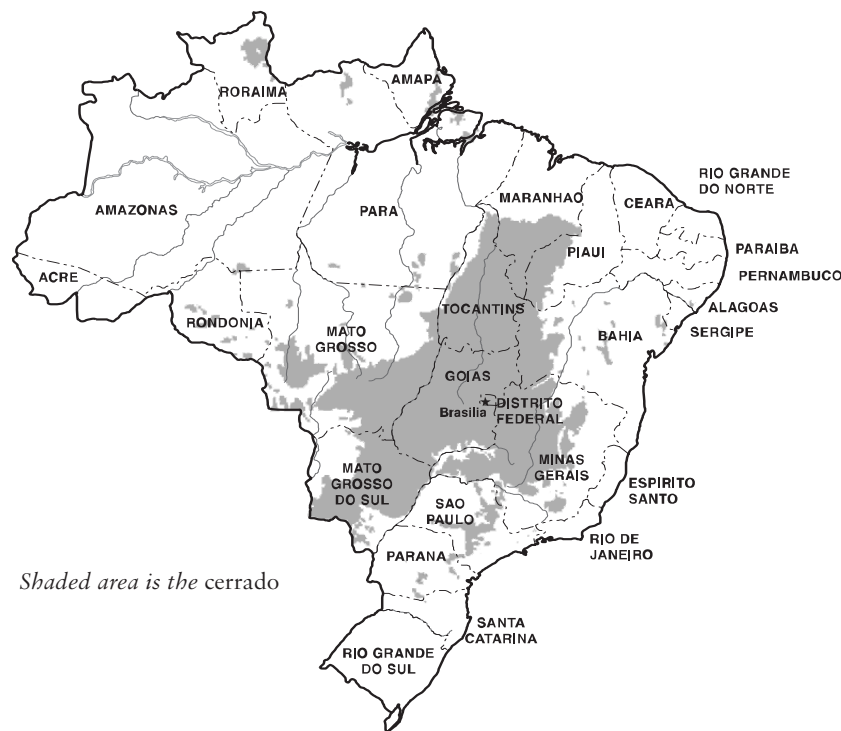 AMAPA
RORAIMA
RIO GRANDE
DO NORTE
MARANHAO
CEARA
AMAZONAS
PARA
PIAUI
PARAIBA
ACRE
PERNAMBUCO
ALAGOAS
TOCANTINS
RONDONIA
MATO
GROSSO
BAHIA
SERGIPE
GOIAS
Brasilia
DISTRITO
FEDERAL
MINAS
GERAIS
MATO
GROSSO
DO SUL
ESPIRITO
SANTO
SAO
PAULO
RIO DE
JANEIRO
PARANA
Shaded area is the cerrado
SANTA
CATARINA
RIO GRANDE
DO SUL